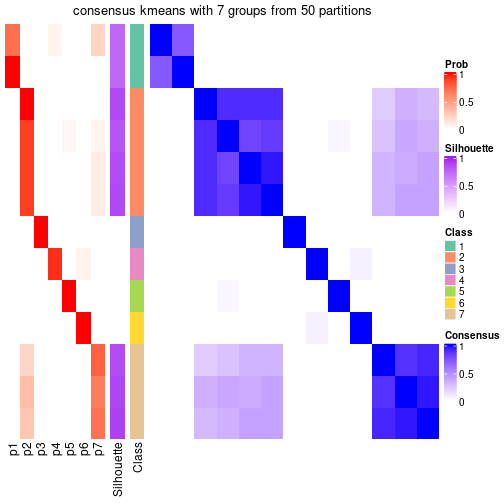 consensus kmeans with 7 groups from 50 partitions
Prob
1
0.5
0
Silhouette
1
0.5
0
Class
1
2
3
4
5
6
7
Consensus
1
0.5
0
p1
p2
p3
p4
p5
p6
p7
Silhouette
Class